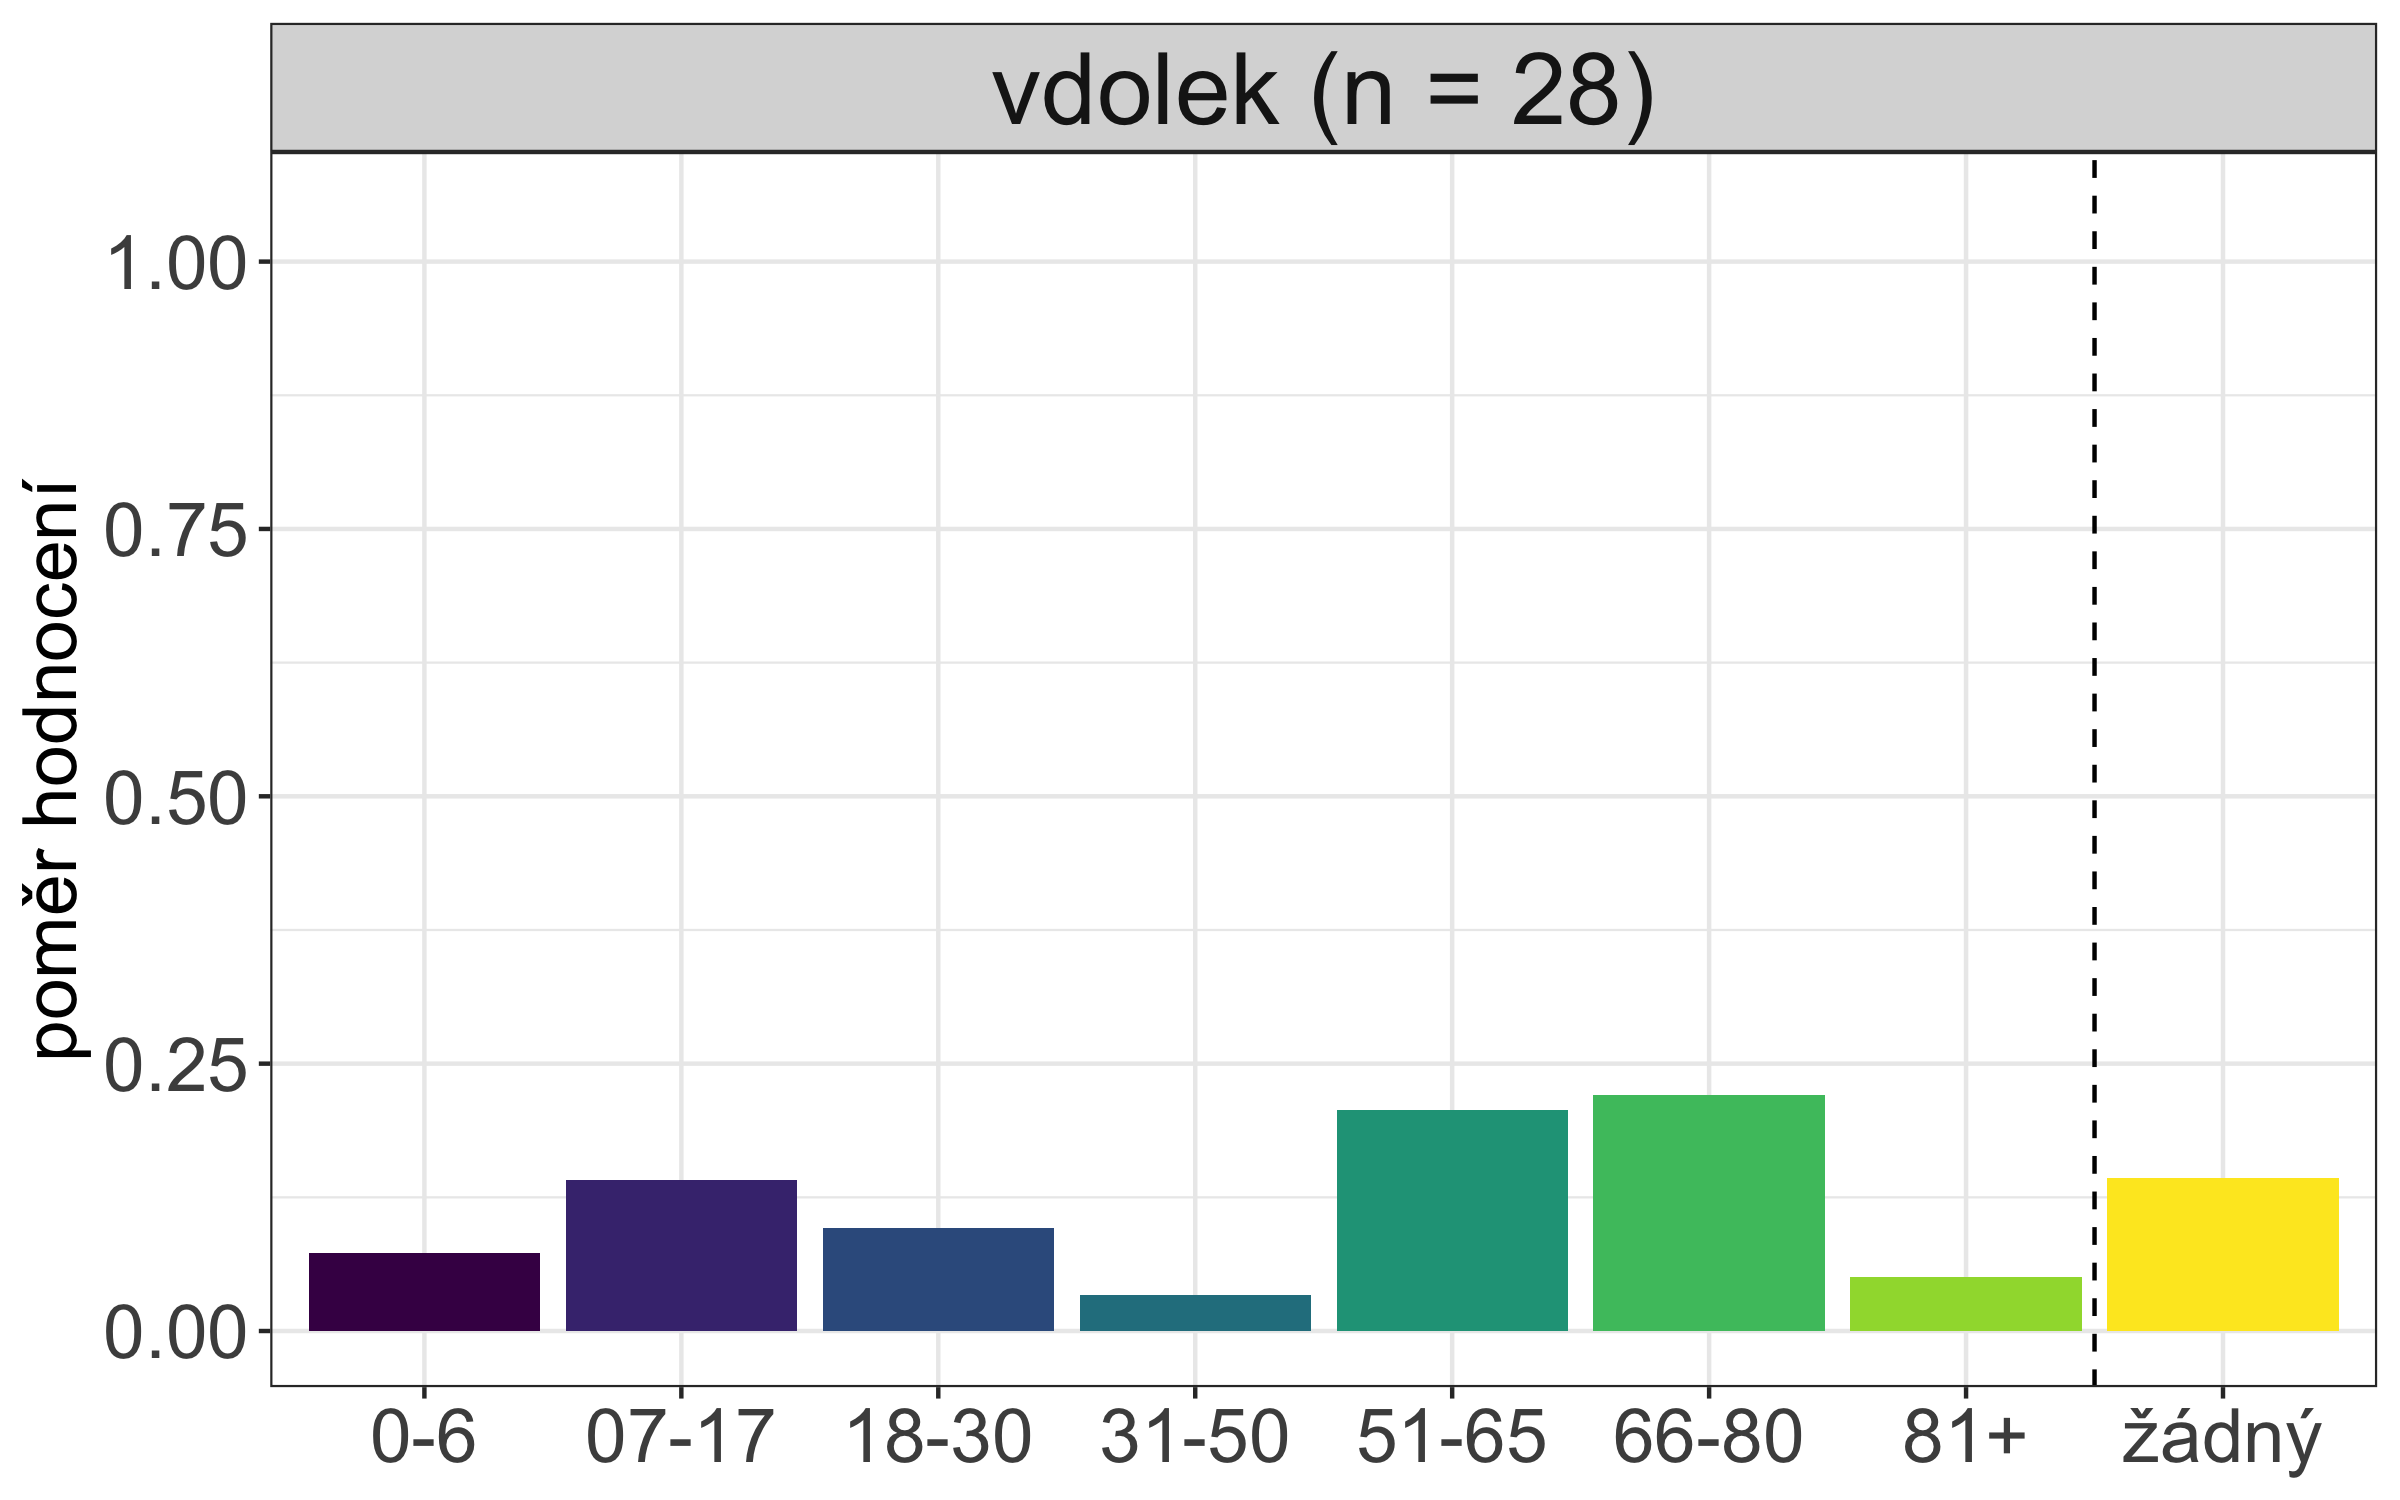 vdolek (n = 28)
poměr hodnocení
1.00
0.75
0.50
0.25
0.00
0-6 07-17 18-30 31-50 51-65 66-80 81+ žádný